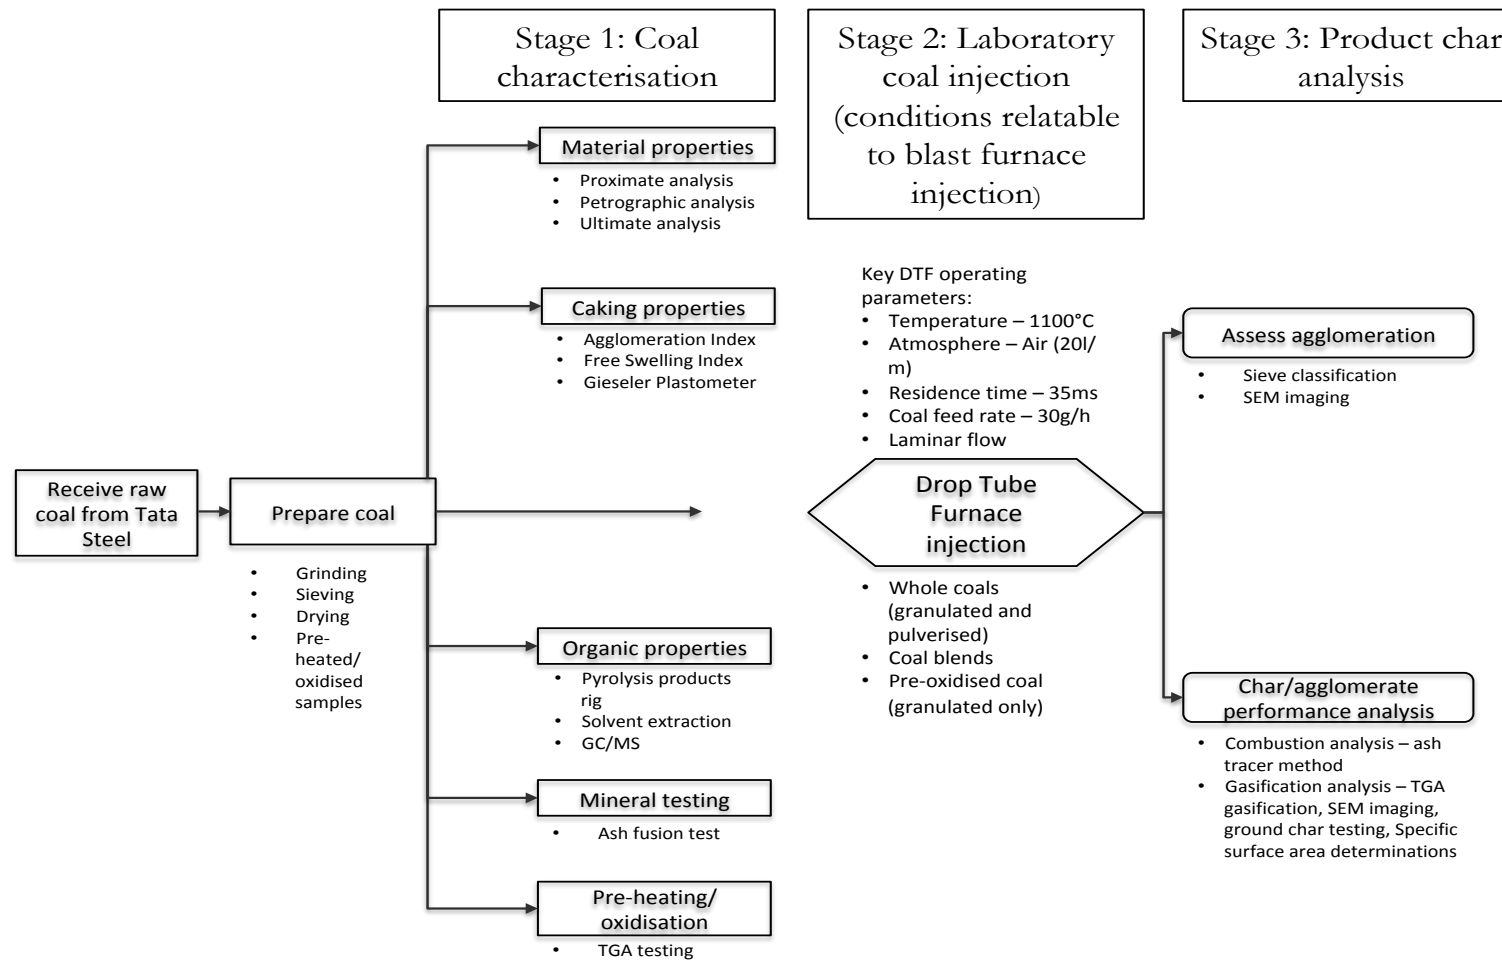 Stage 1: Coal
characterisation
Stage 2: Laboratory
coal injection
(conditions relatable
to blast furnace
injection)
Stage 3: Product char
analysis
Receive raw
coal from Tata
Steel
Prepare coal
• Grinding
• Sieving
• Drying
• Pre-
heated/
oxidised
samples
Material properties
• Proximate analysis
• Petrographic analysis
• Ultimate analysis
Caking properties
• Agglomeration Index
• Free Swelling Index
• Gieseler Plastometer
Organic properties
• Pyrolysis products
rig
• Solvent extraction
• GC/MS
Mineral testing
• Ash fusion test
Pre-heating/
oxidisation
• TGA testing
Key DTF operating
parameters:
• Temperature – 1100°C
• Atmosphere – Air (20l/
m)
• Residence time – 35ms
• Coal feed rate – 30g/h
• Laminar flow
Drop Tube
Furnace
injection
• Whole coals
(granulated and
pulverised)
• Coal blends
• Pre-oxidised coal
(granulated only)
Assess agglomeration
• Sieve classification
• SEM imaging
Char/agglomerate
performance analysis
• Combustion analysis – ash
tracer method
• Gasification analysis – TGA
gasification, SEM imaging,
ground char testing, Specific
surface area determinations